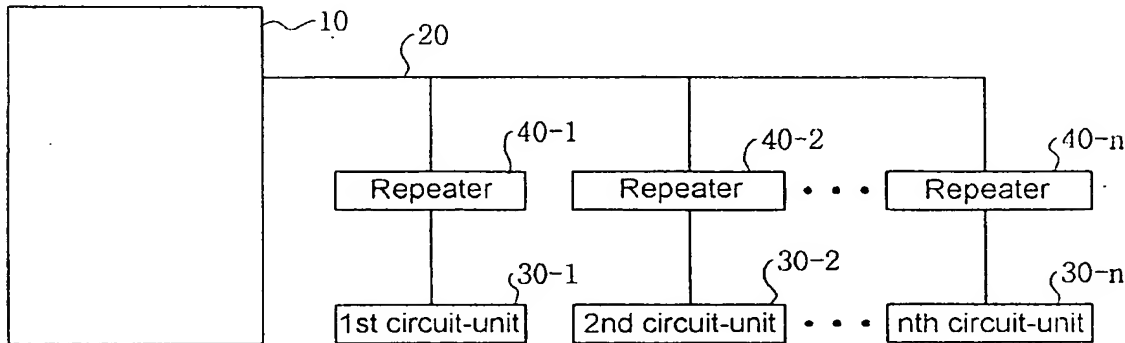 10
20
40-1
40-2
40-n
Repeater
Repeater
• • •
Repeater
30-1
30-2
30-n
1st circuit-unit
2nd circuit-unit
• • •
nth circuit-unit